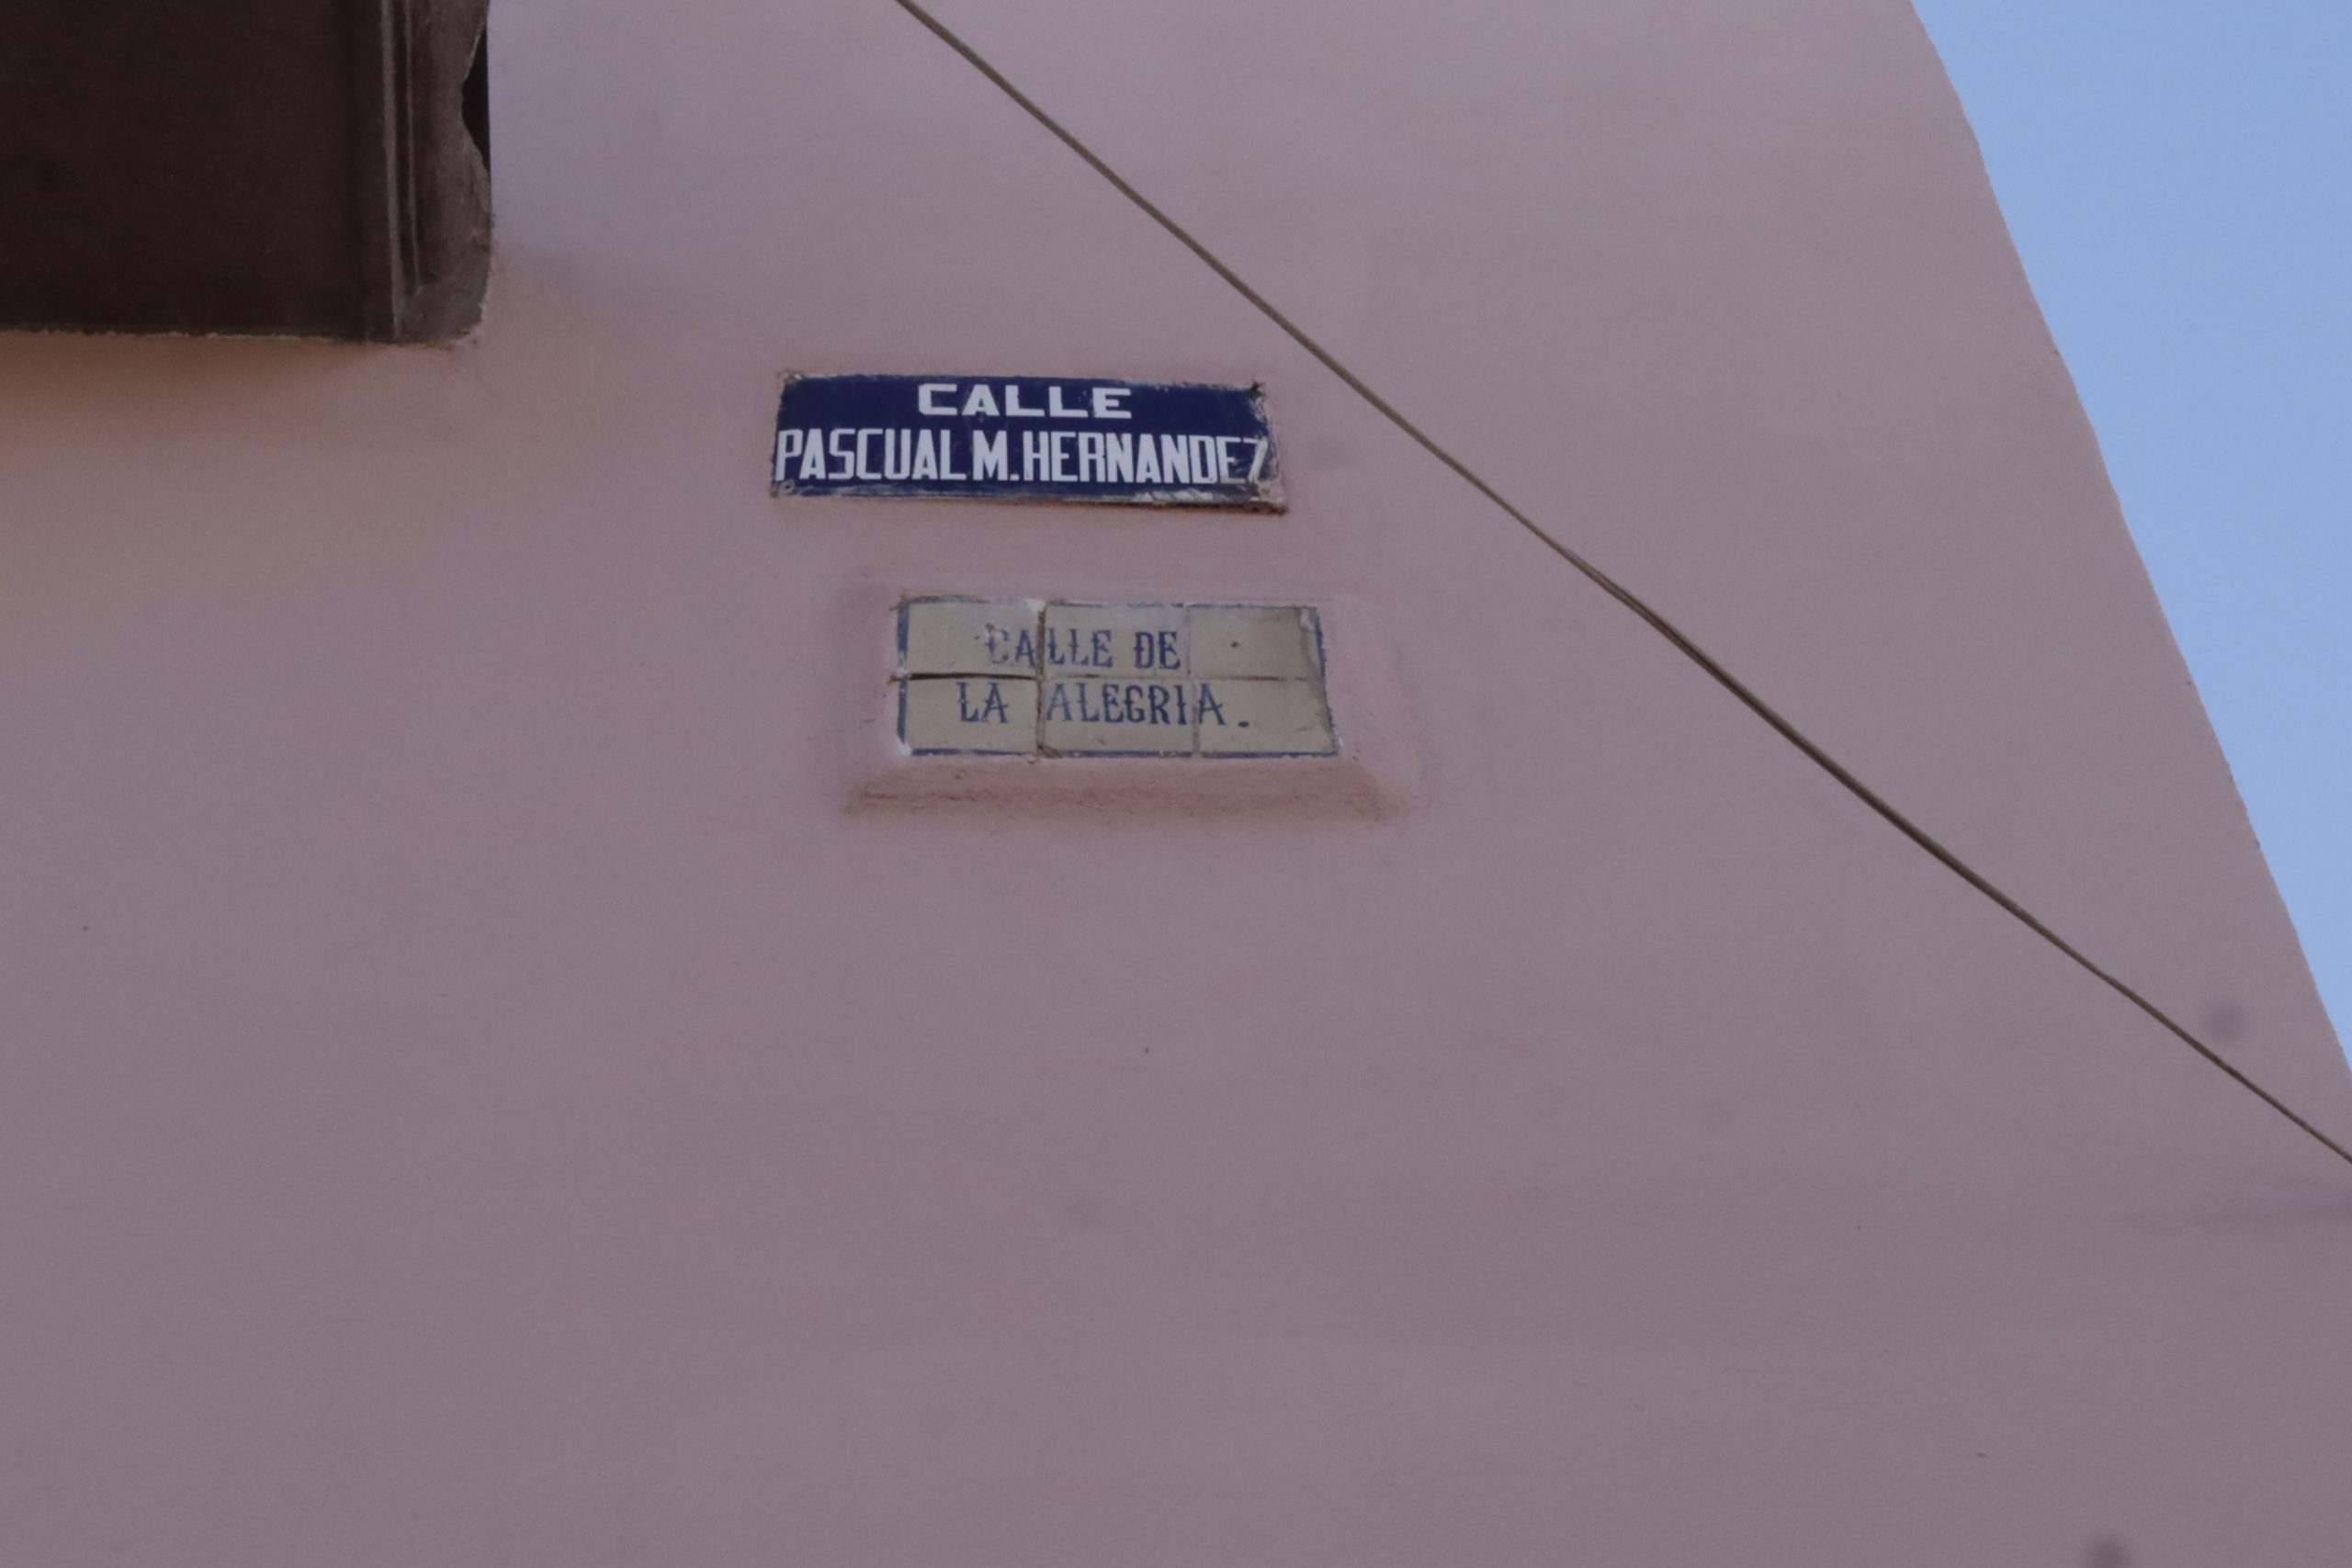 CALLE
PASCUAL M. HERNANDEZ
CALLE DE
LA ALEGRIA.